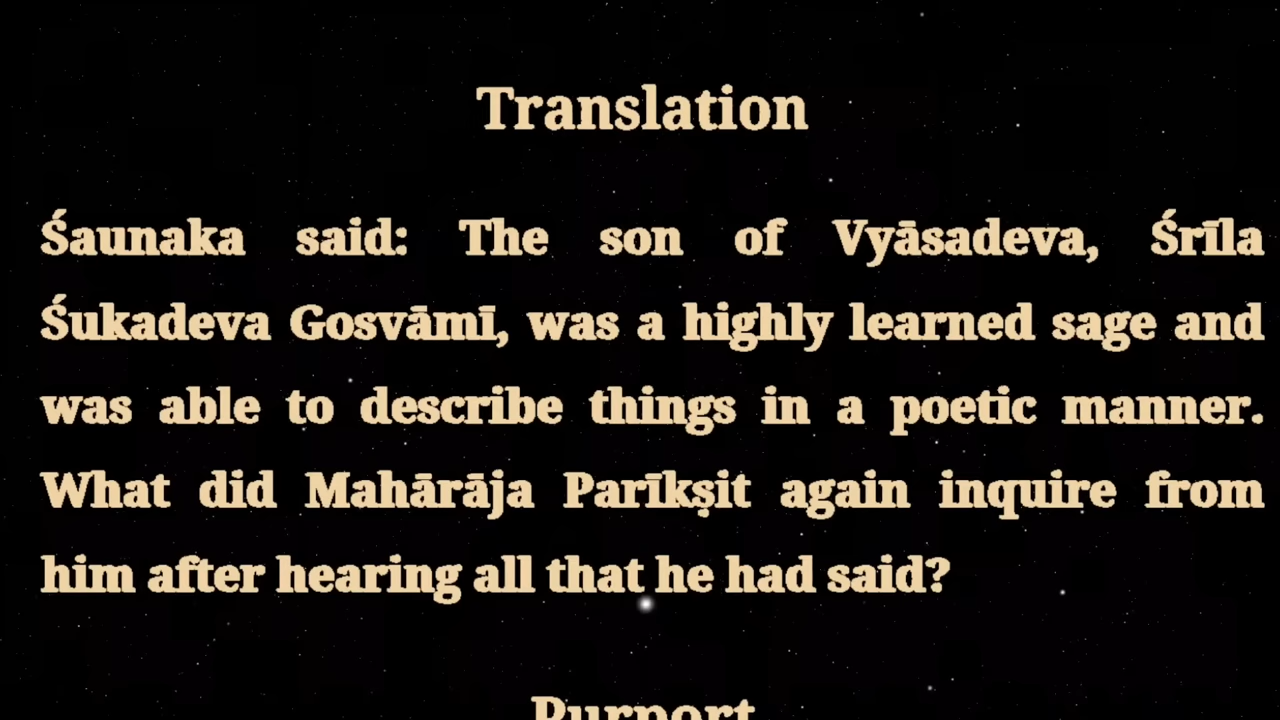 Translation
Śaunaka said: The son of Vyāsadeva, Śrīla
Śukadeva Gosvāmī, was a highly learned sage and
was able to describe things in a poetic manner.
What did Mahārāja Parīkṣit again inquire from
him after hearing all that he had said?
Purport